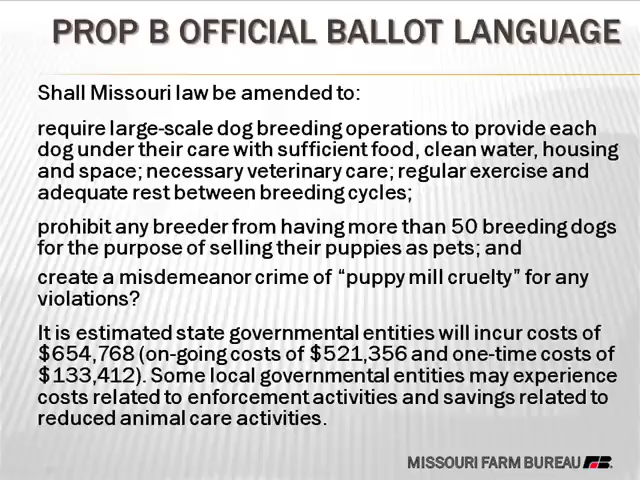 PROP B OFFICIAL BALLOT LANGUAGE
Shall Missouri law be amended to:
require large-scale dog breeding operations to provide each
dog under their care with sufficient food, clean water, housing
and space; necessary veterinary care; regular exercise and
adequate rest between breeding cycles;
prohibit any breeder from having more than 50 breeding dogs
for the purpose of selling their puppies as pets; and
create a misdemeanor crime of “puppy mill cruelty” for any
violations?
It is estimated state governmental entities will incur costs of
$654,768 (on-going costs of $521,356 and one-time costs of
$133,412). Some local governmental entities may experience
costs related to enforcement activities and savings related to
reduced animal care activities.
MISSOURI FARM BUREAU FB